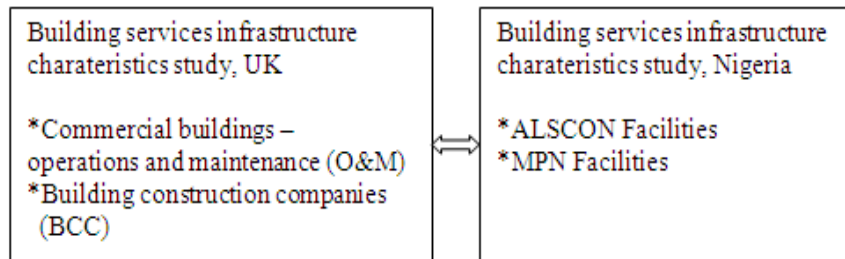 Building services infrastructure
charateristics study, UK
*Commercial buildings –
operations and maintenance (O&M)
*Building construction companies
(BCC)
Building services infrastructure
charateristics study, Nigeria
*ALSCON Facilities
*MPN Facilities